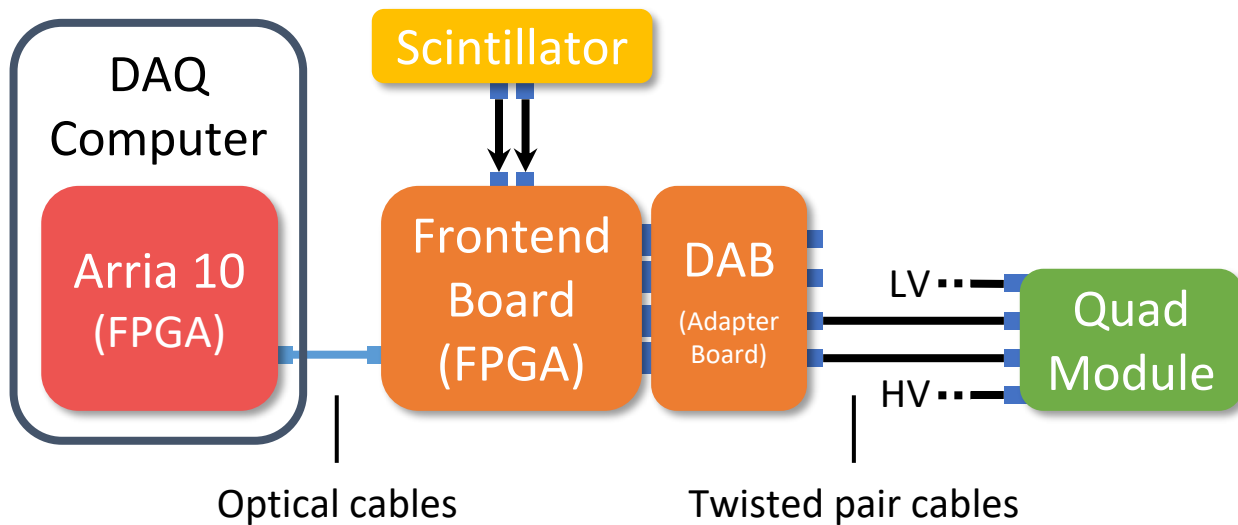 DAQ
Computer
Arria 10
(FPGA)
Scintillator
Frontend
Board
(FPGA)
DAB
(Adapter
Board)
LV
HV
Quad
Module
Optical cables
Twisted pair cables